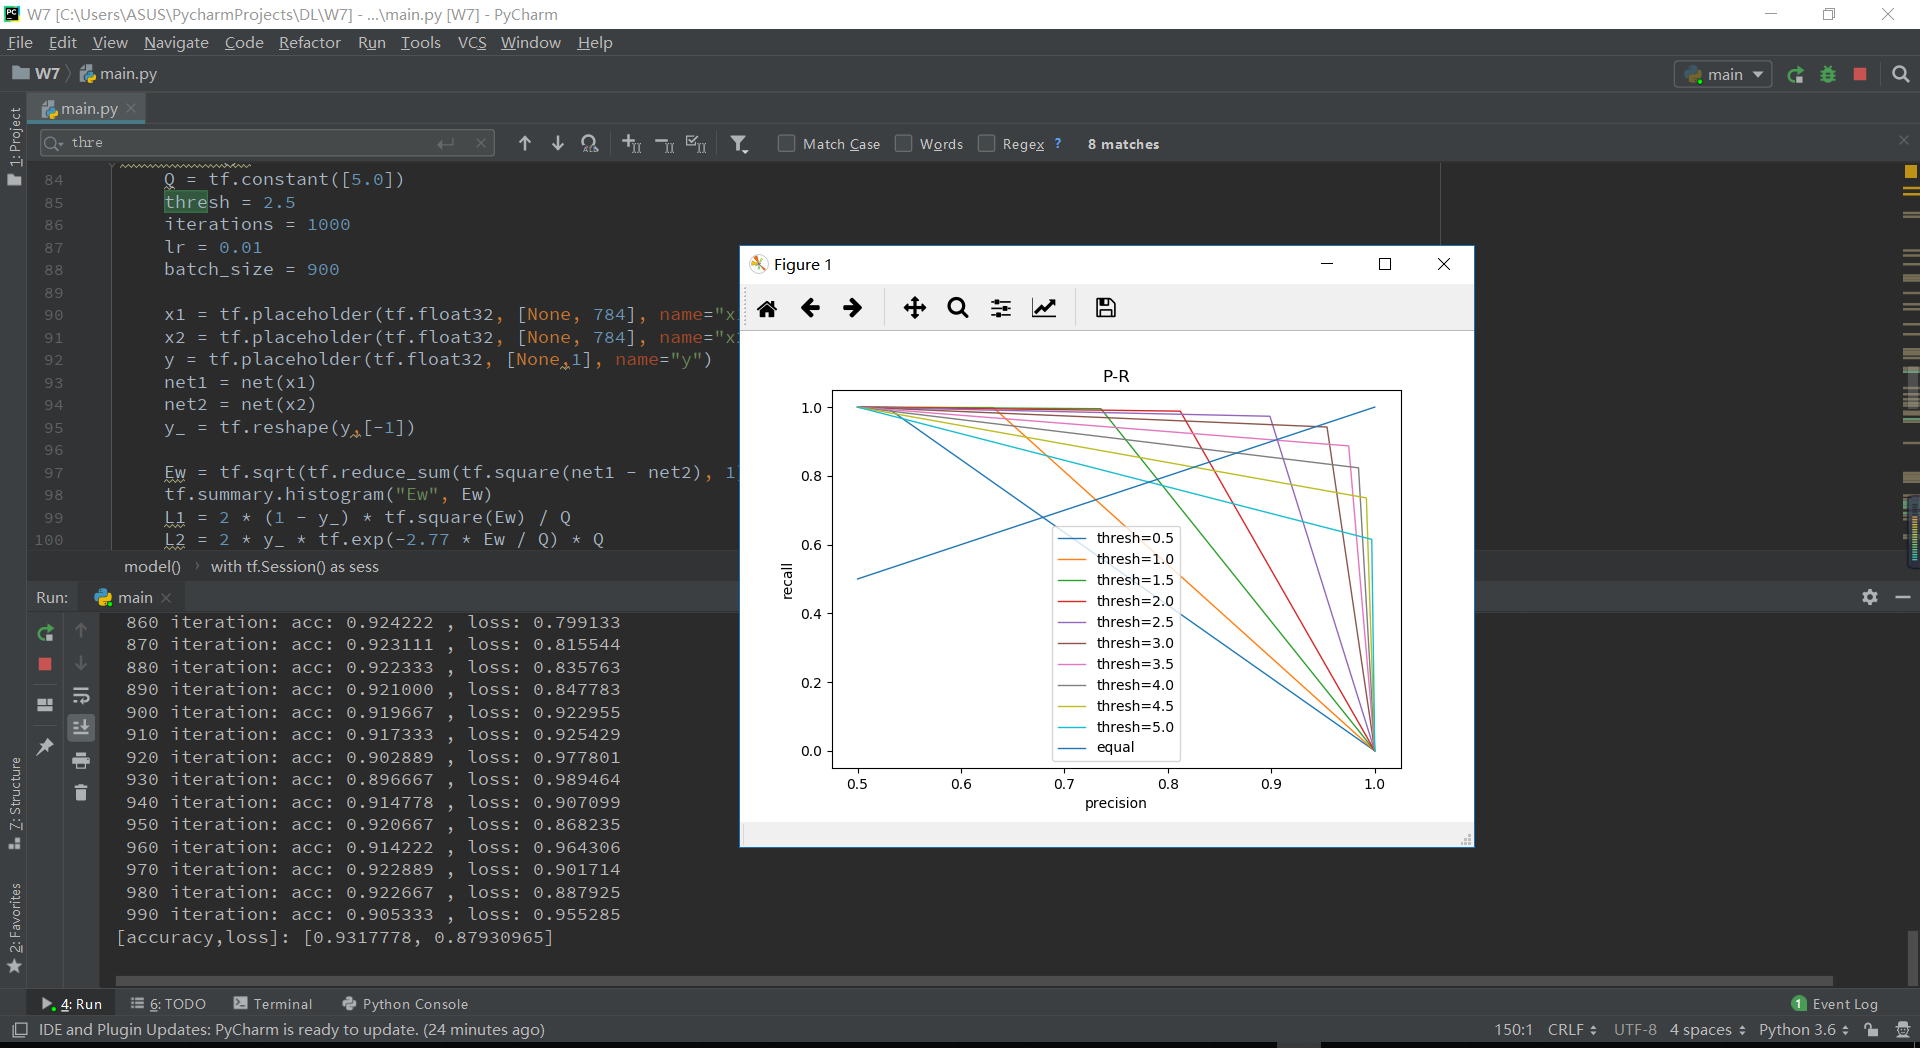 W7 [C:\Users\ASUS\PycharmProjects\DL\W7] - ...\main.py [W7] - PyCharm
File Edit View Navigate Code Refactor Run Tools VCS Window Help
W7 main.py
main
main.py
thre
Match Case Words Regex ? 8 matches
1: Project
84 Q = tf.constant([5.0])
85 thresh = 2.5
86 iterations = 1000
87 lr = 0.01
88 batch_size = 900
89
90 x1 = tf.placeholder(tf.float32, [None, 784], name="x
91 x2 = tf.placeholder(tf.float32, [None, 784], name="x
92 y = tf.placeholder(tf.float32, [None,1], name="y")
93 net1 = net(x1)
94 net2 = net(x2)
95 y_ = tf.reshape(y,[-1])
96
97 Ew = tf.sqrt(tf.reduce_sum(tf.square(net1 - net2), 1
98 tf.summary.histogram("Ew", Ew)
99 L1 = 2 * (1 - y_) * tf.square(Ew) / Q
100 L2 = 2 * y_ * tf.exp(-2.77 * Ew / Q) * Q
model() › with tf.Session() as sess
Figure 1
P-R
1.0
0.8
0.6
0.4
0.2
0.0
recall
0.5 0.6 0.7 0.8 0.9 1.0
precision
thresh=0.5
thresh=1.0
thresh=1.5
thresh=2.0
thresh=2.5
thresh=3.0
thresh=3.5
thresh=4.0
thresh=4.5
thresh=5.0
equal
Run: main
860 iteration: acc: 0.924222 , loss: 0.799133
870 iteration: acc: 0.923111 , loss: 0.815544
880 iteration: acc: 0.922333 , loss: 0.835763
890 iteration: acc: 0.921000 , loss: 0.847783
900 iteration: acc: 0.919667 , loss: 0.922955
910 iteration: acc: 0.917333 , loss: 0.925429
920 iteration: acc: 0.902889 , loss: 0.977801
930 iteration: acc: 0.896667 , loss: 0.989464
940 iteration: acc: 0.914778 , loss: 0.907099
950 iteration: acc: 0.920667 , loss: 0.868235
960 iteration: acc: 0.914222 , loss: 0.964306
970 iteration: acc: 0.922889 , loss: 0.901714
980 iteration: acc: 0.922667 , loss: 0.887925
990 iteration: acc: 0.905333 , loss: 0.955285
[accuracy,loss]: [0.9317778, 0.87930965]
7: Structure
2: Favorites
4: Run 6: TODO Terminal Python Console
1 Event Log
IDE and Plugin Updates: PyCharm is ready to update. (24 minutes ago)
150:1 CRLF UTF-8 4 spaces Python 3.6